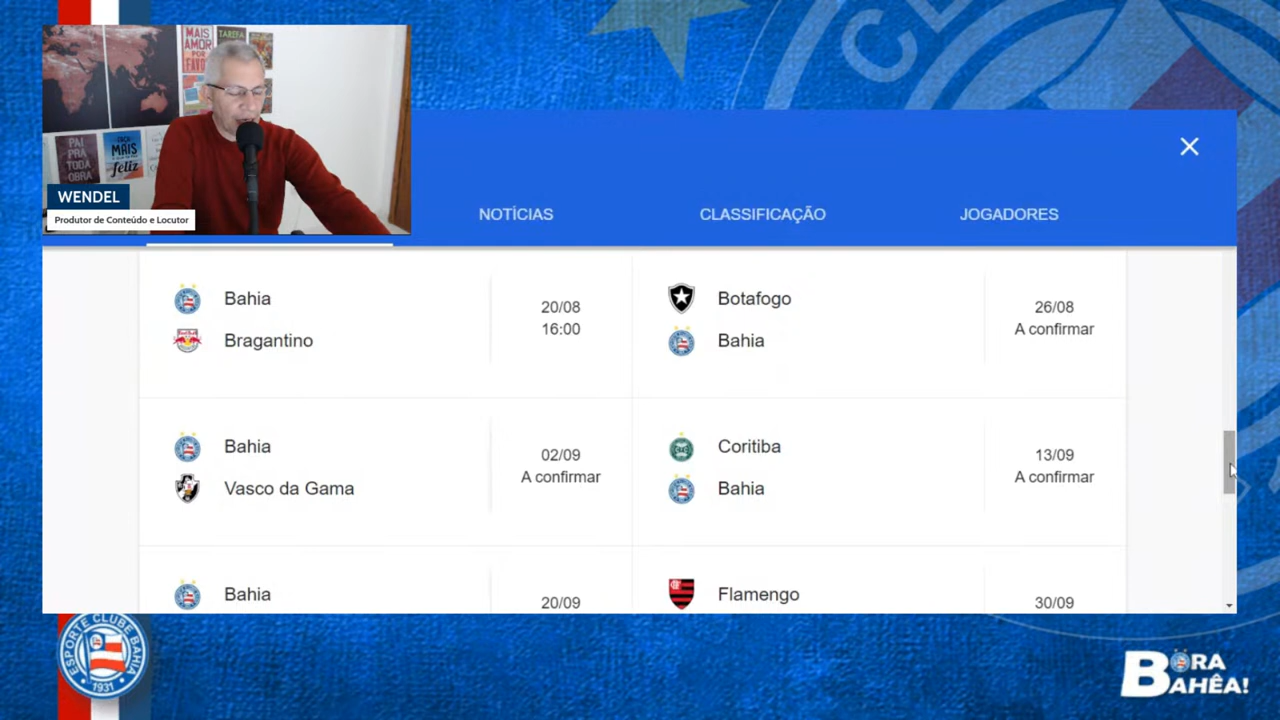 MAIS
AMOR
POR
FAVOR
TAREFA
PAI
PRA
TODA
OBRA
FAÇA
MAIS
feliz
WENDEL
Produtor de Conteúdo e Locutor
NOTÍCIAS
CLASSIFICAÇÃO
JOGADORES
Bahia
Bragantino
20/08
16:00
Botafogo
Bahia
26/08
A confirmar
Bahia
Vasco da Gama
02/09
A confirmar
Coritiba
Bahia
13/09
A confirmar
Bahia
20/09
Flamengo
30/09
ESPORTE CLUBE BAHIA
1931
BORA
BAHÊA!